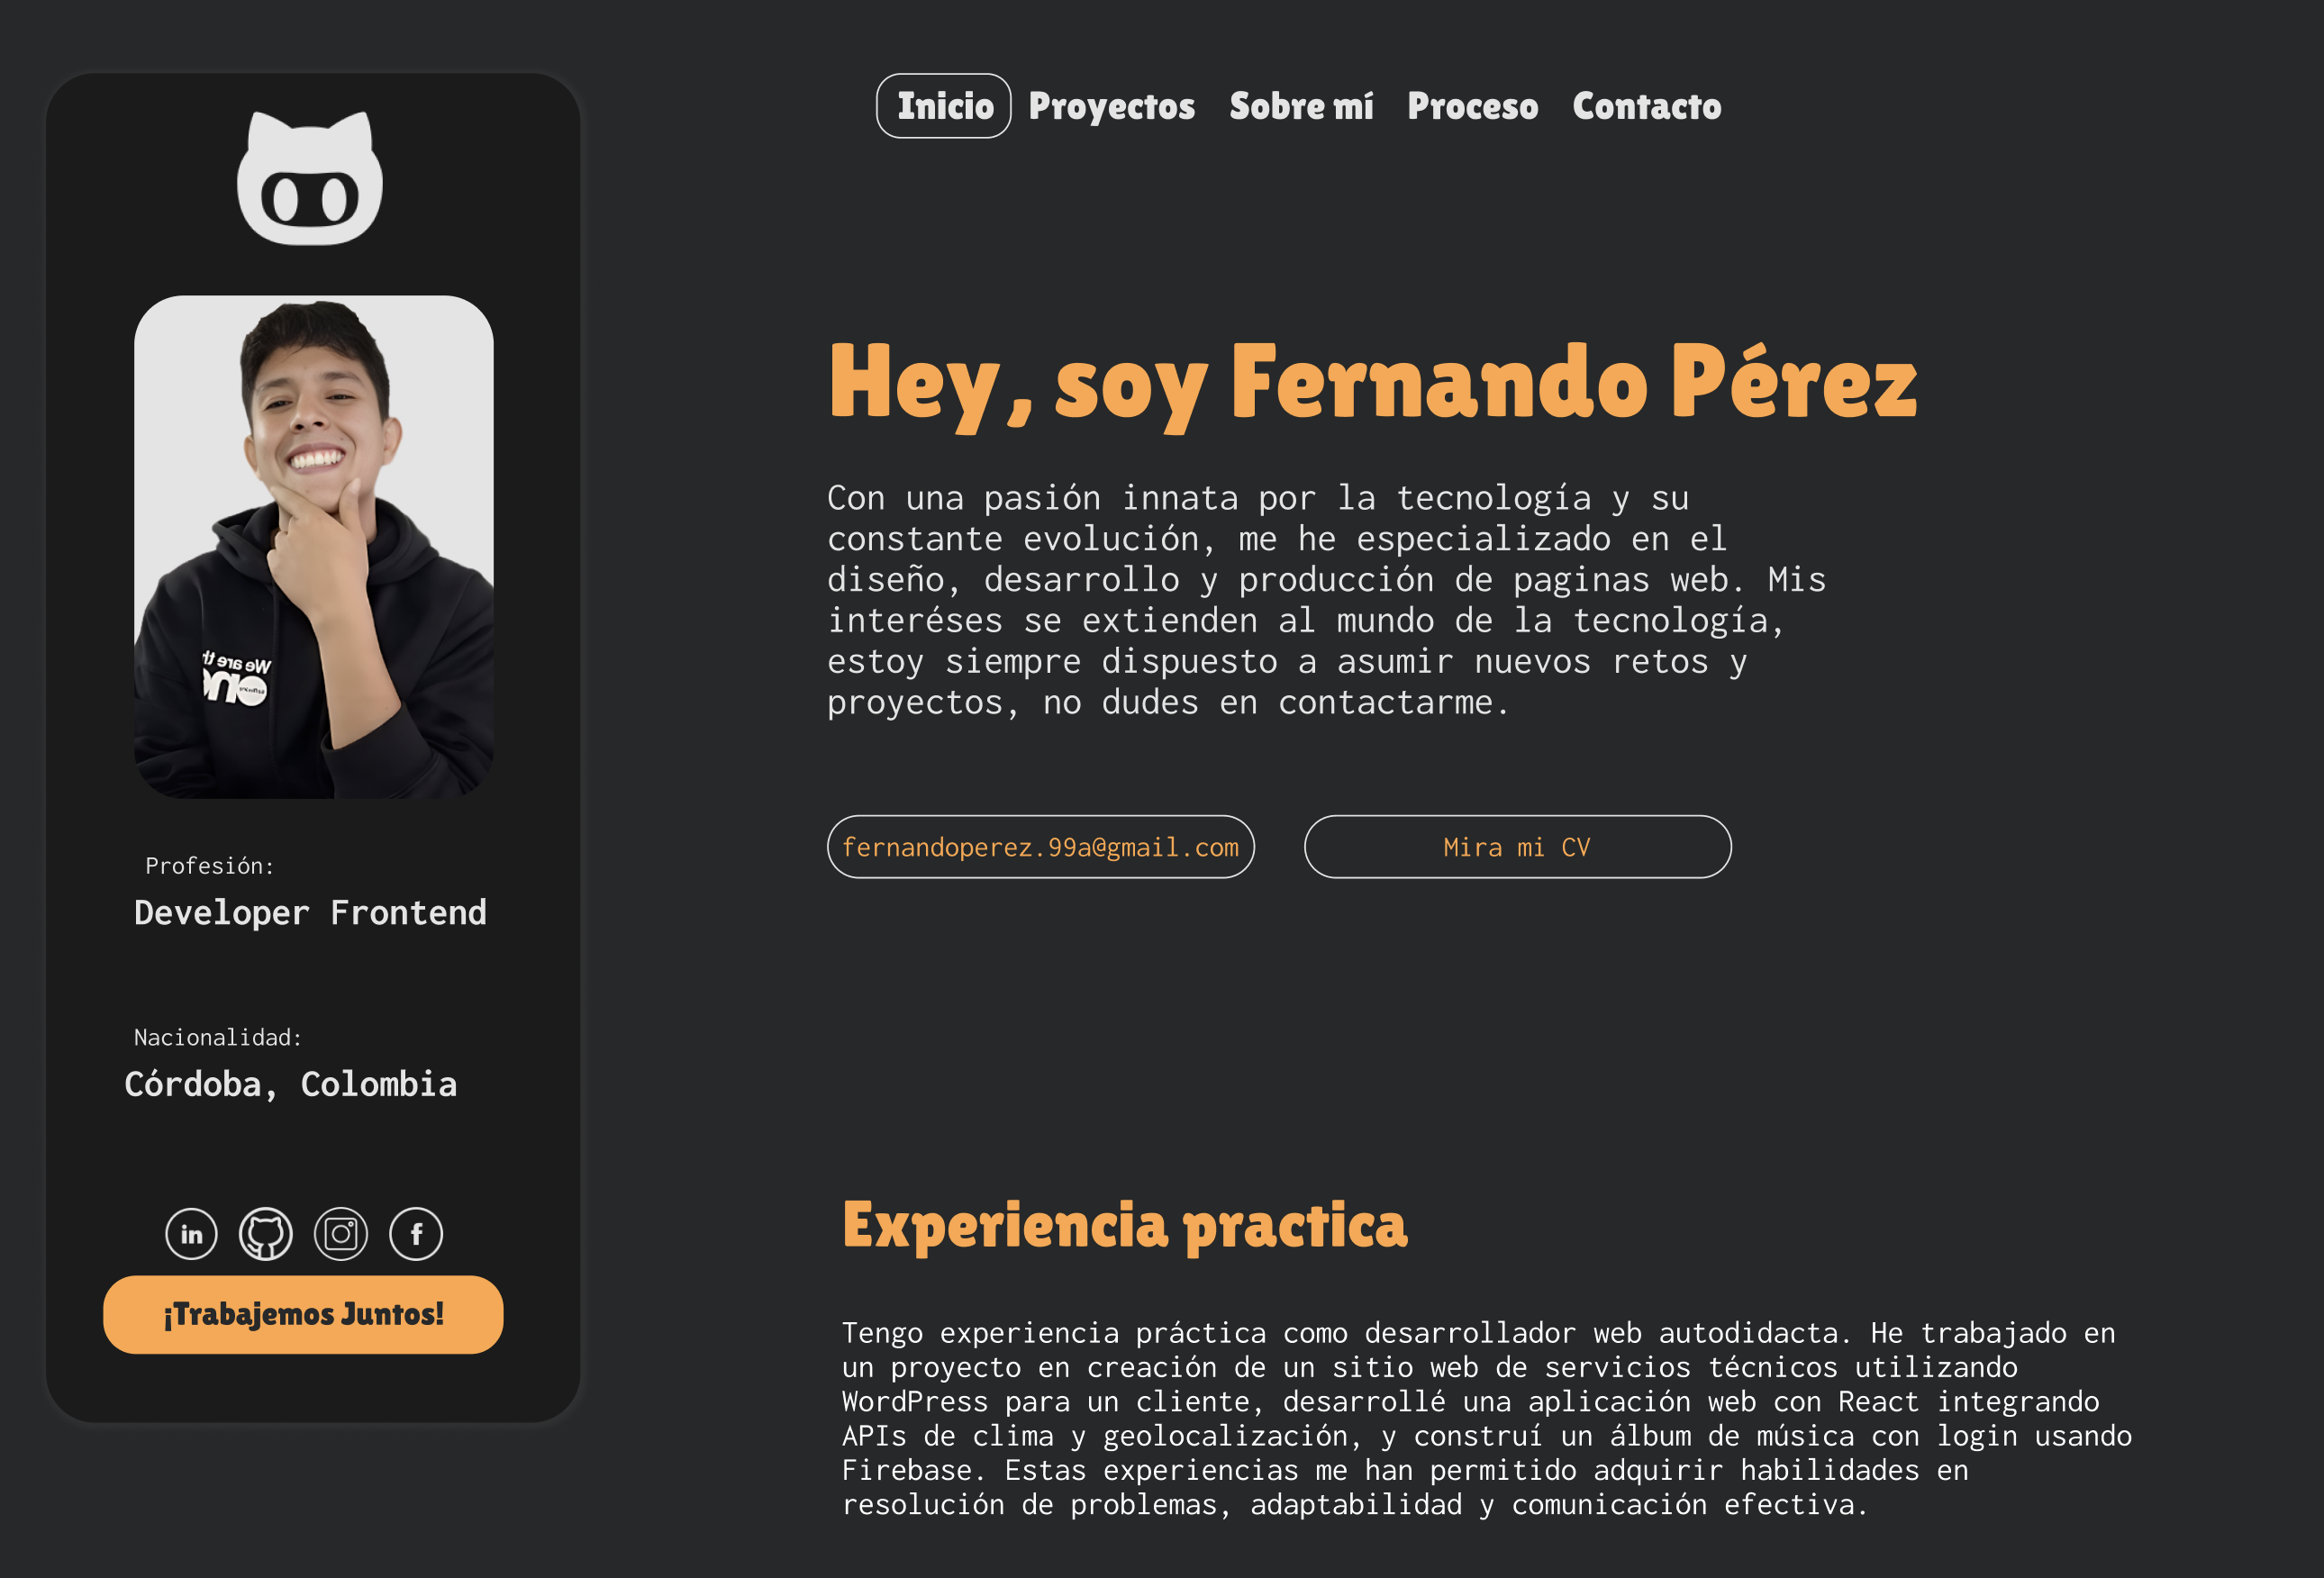 Inicio Proyectos Sobre mí Proceso Contacto
We are th
one
Profesión:
Developer Frontend
Nacionalidad:
Córdoba, Colombia
in
f
¡Trabajemos Juntos!
Hey, soy Fernando Pérez
Con una pasión innata por la tecnología y su
constante evolución, me he especializado en el
diseño, desarrollo y producción de paginas web. Mis
interéses se extienden al mundo de la tecnología,
estoy siempre dispuesto a asumir nuevos retos y
proyectos, no dudes en contactarme.
fernandoperez.99a@gmail.com Mira mi CV
Experiencia practica
Tengo experiencia práctica como desarrollador web autodidacta. He trabajado en
un proyecto en creación de un sitio web de servicios técnicos utilizando
WordPress para un cliente, desarrollé una aplicación web con React integrando
APIs de clima y geolocalización, y construí un álbum de música con login usando
Firebase. Estas experiencias me han permitido adquirir habilidades en
resolución de problemas, adaptabilidad y comunicación efectiva.